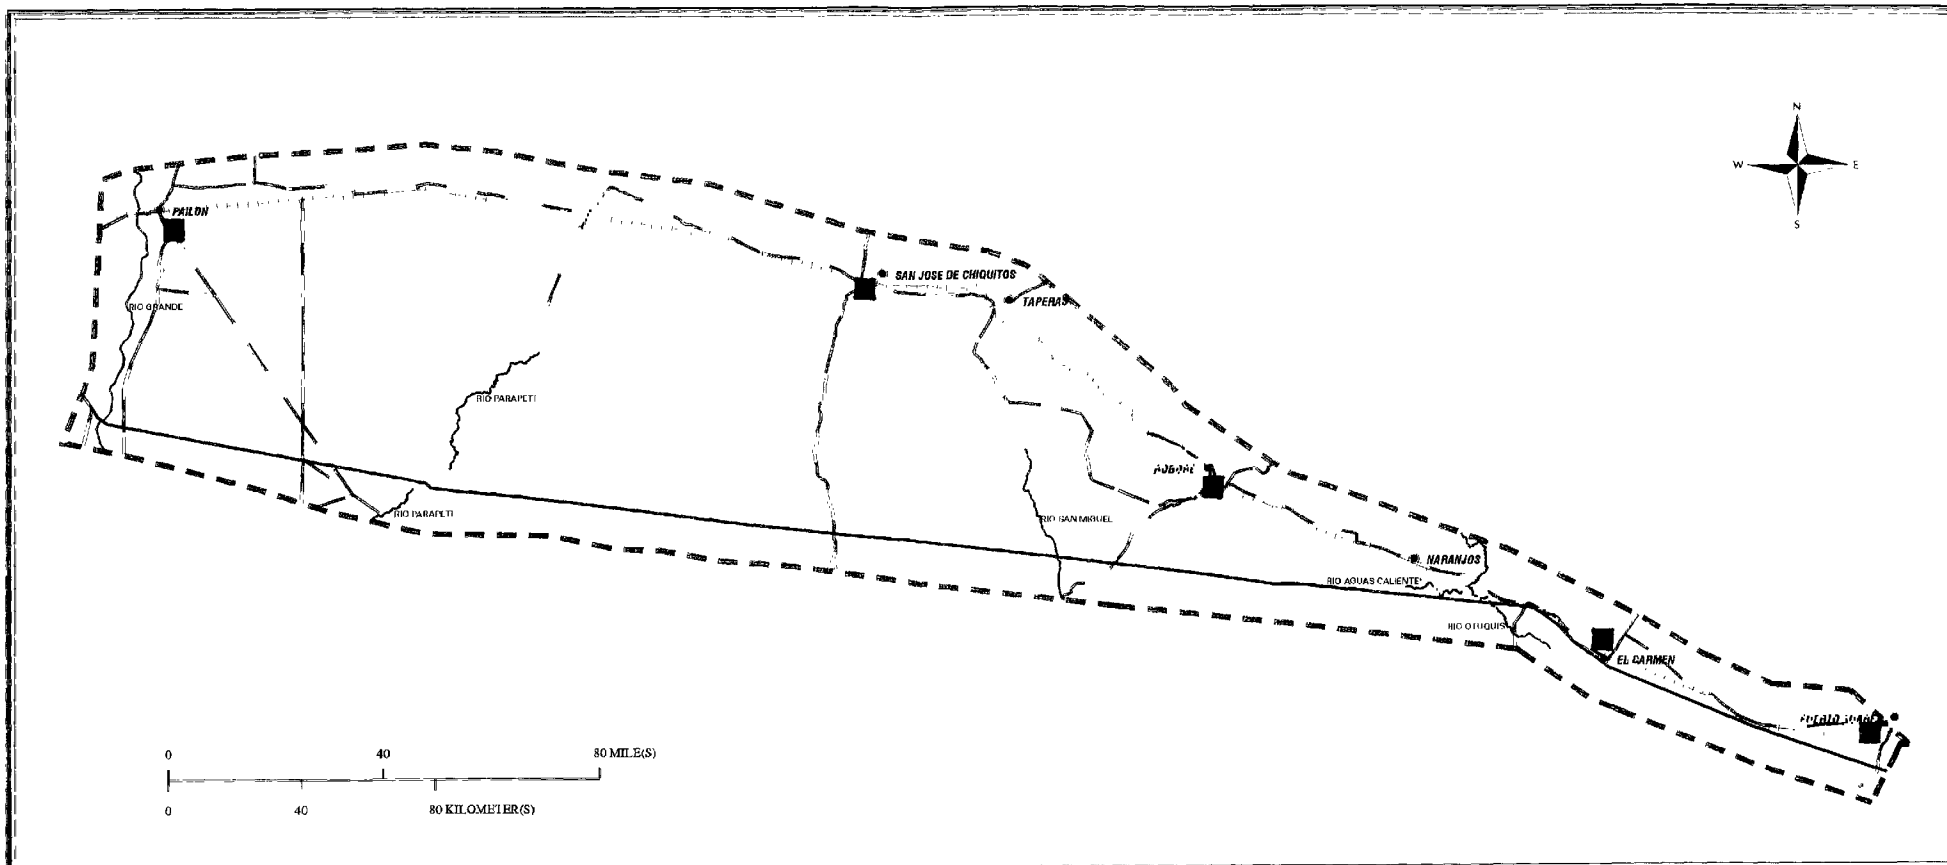 N
W E
S
PAILON
SAN JOSE DE CHIQUITOS
TAPERAS
RIO GRANDE
RIO PARAPETI
ROBORE
RIO PARAPETI
RIO SAN MIGUEL
NARANJOS
RIO AGUAS CALIENTE
RIO OTUQUIS
EL CARMEN
0 40 80 MILE(S)
0 40 80 KILOMETER(S)